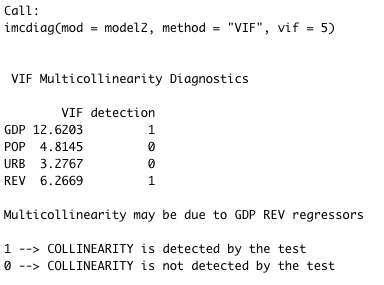 Call:
imcdiag(mod = model2, method = "VIF", vif = 5)
VIF Multicollinearity Diagnostics
VIF detection
GDP 12.6203 1
POP 4.8145 0
URB 3.2767 0
REV 6.2669 1
Multicollinearity may be due to GDP REV regressors
1 --> COLLINEARITY is detected by the test
0 --> COLLINEARITY is not detected by the test